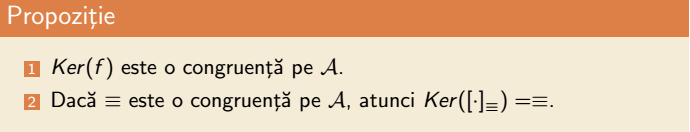 Propoziție
1 Ker(f) este o congruență pe 𝒜.
2 Dacă ≡ este o congruență pe 𝒜, atunci Ker([·]≡) =≡.